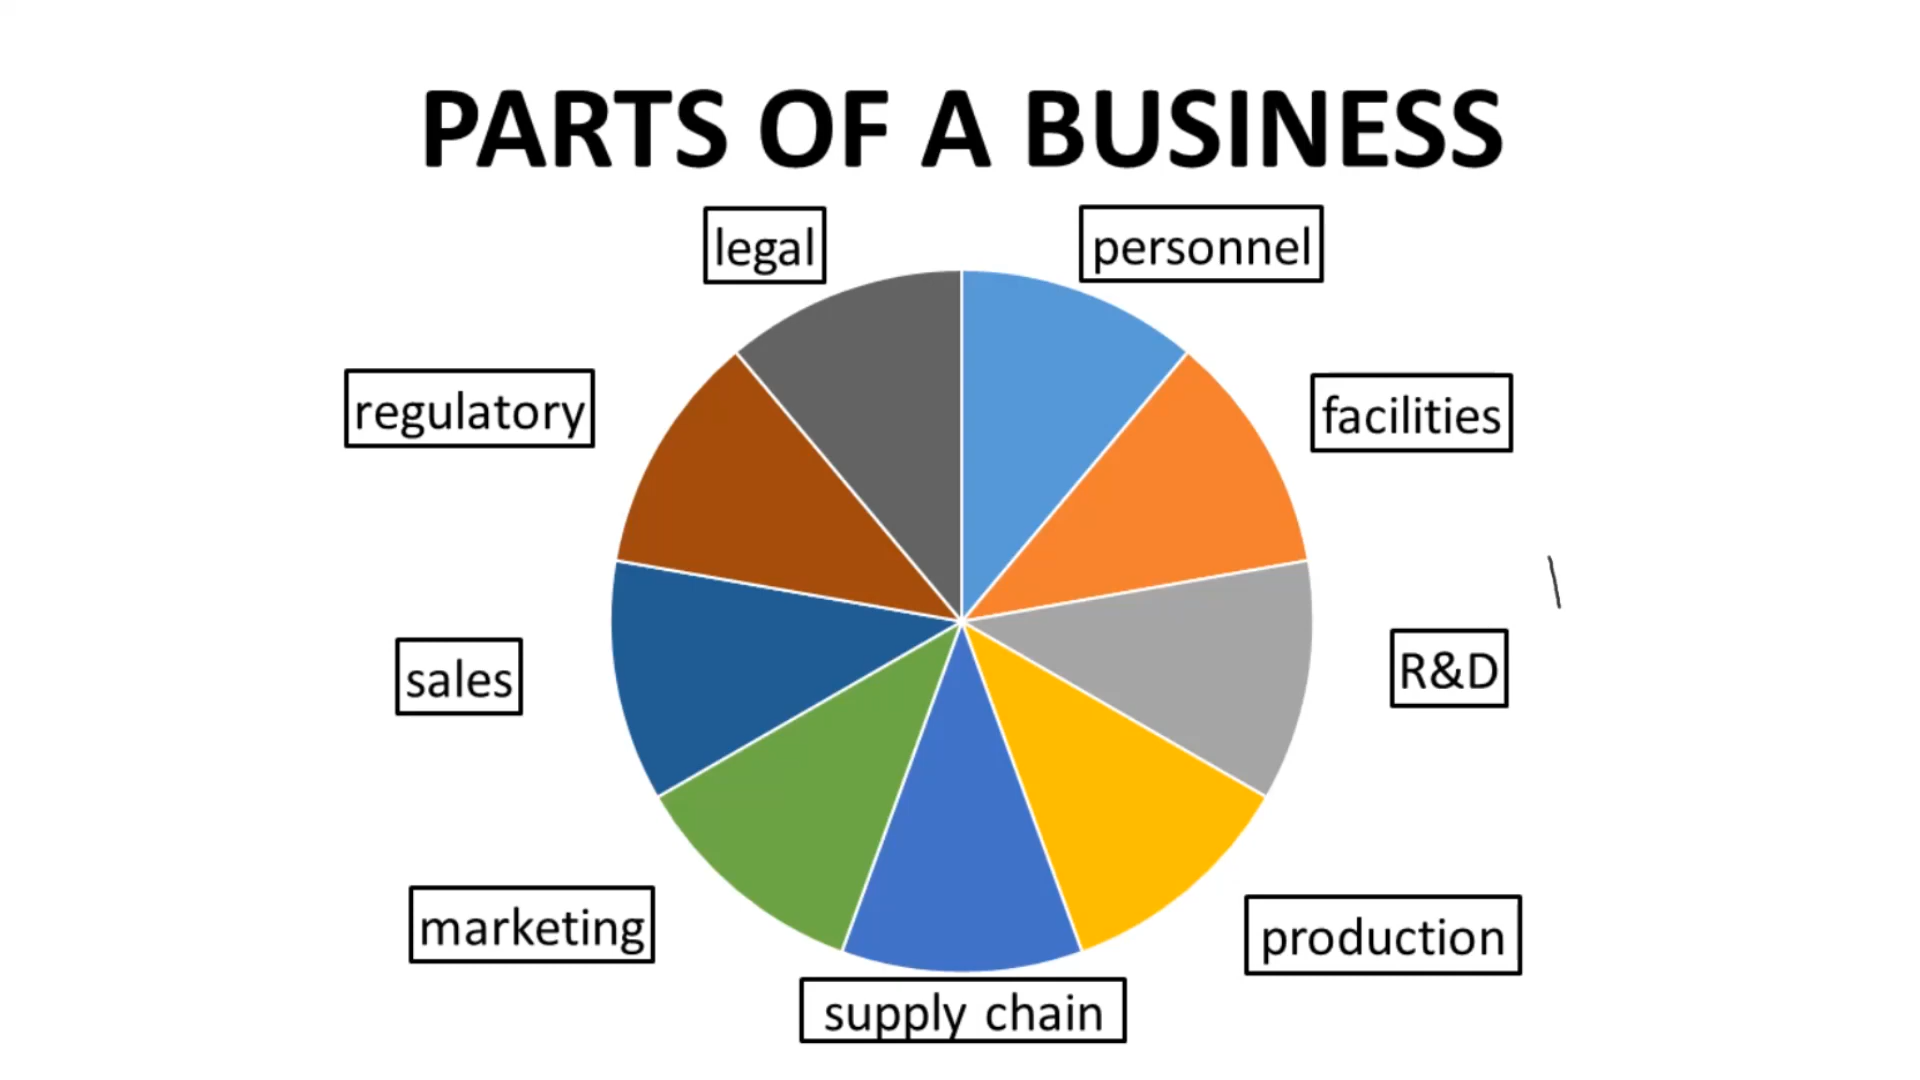 PARTS OF A BUSINESS
legal
personnel
regulatory
facilities
sales
R&D
marketing
production
supply chain